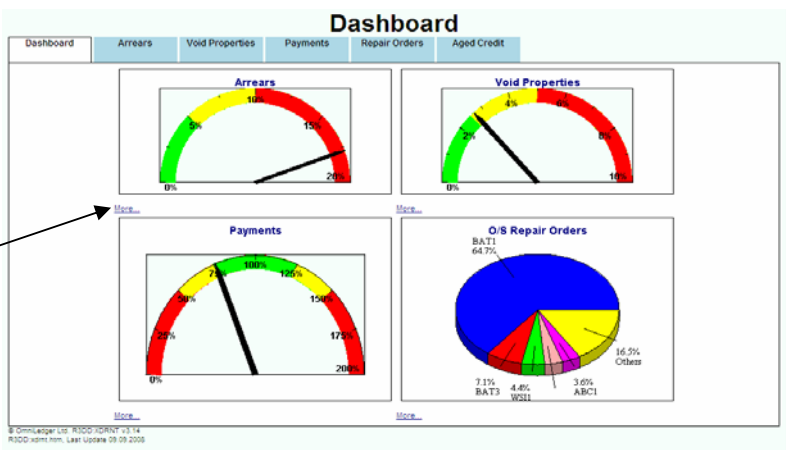 Dashboard
Dashboard Arrears Void Properties Payments Repair Orders Aged Credit
Arrears
0% 5% 10% 15% 20%
Void Properties
0% 2% 4% 6% 8% 10%
More...
Payments
0% 25% 50% 75% 100% 125% 150% 175% 200%
O/S Repair Orders
BAT1
64.7%
16.5%
Others
7.1%
BAT3
4.4%
WSI1
3.6%
ABC1
More...
More...
© OmniLedger Ltd. R3DD:XDRNT v3.14
R3DD:xdrnt.htm, Last Update 09.09.2008